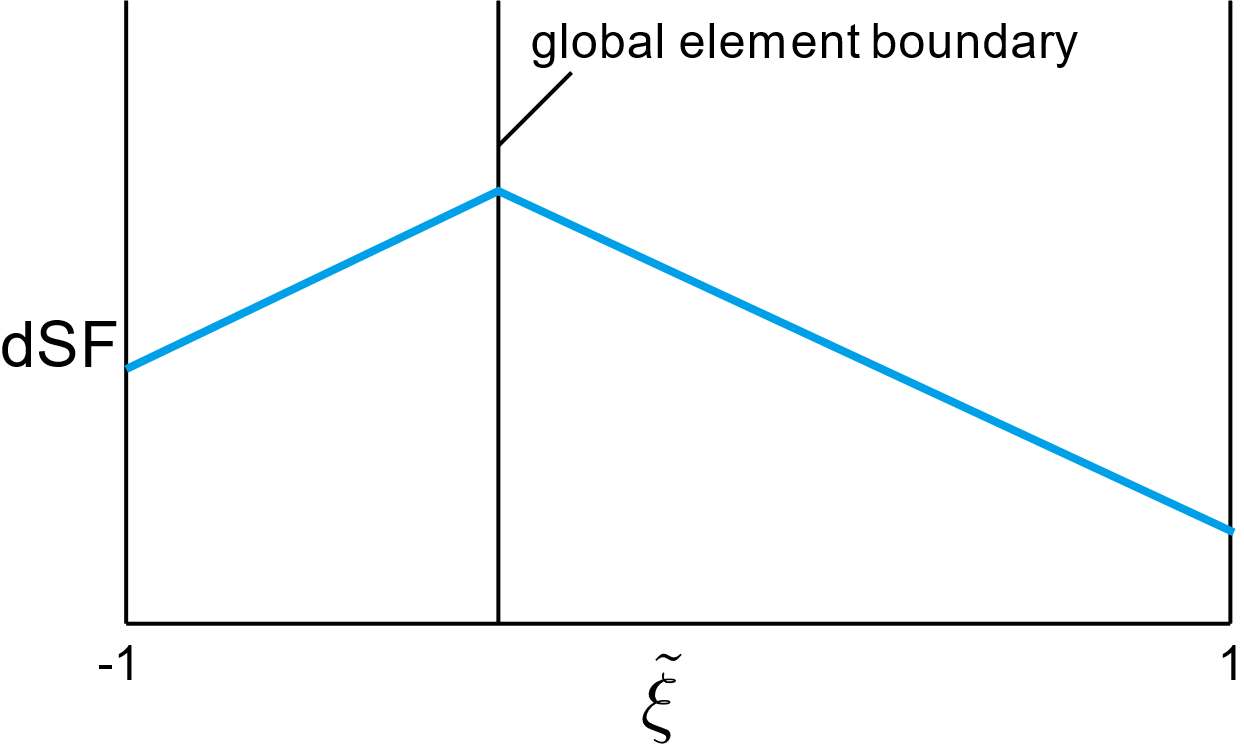 global element boundary
dSF
-1
1
ξ̃